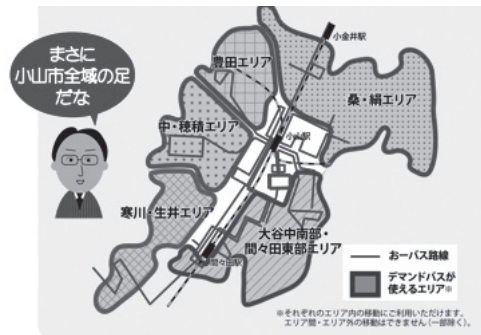 まさに
小山市全域の足
だな
小金井駅
豊田エリア
桑・絹エリア
中・穂積エリア
小山駅
寒川・生井エリア
大谷中南部・
間々田東部エリア
間々田駅
おーバス路線
デマンドバスが
使えるエリア※
※それぞれのエリア内の移動にご利用いただけます。
エリア間・エリア外の移動はできません（一部除く）。